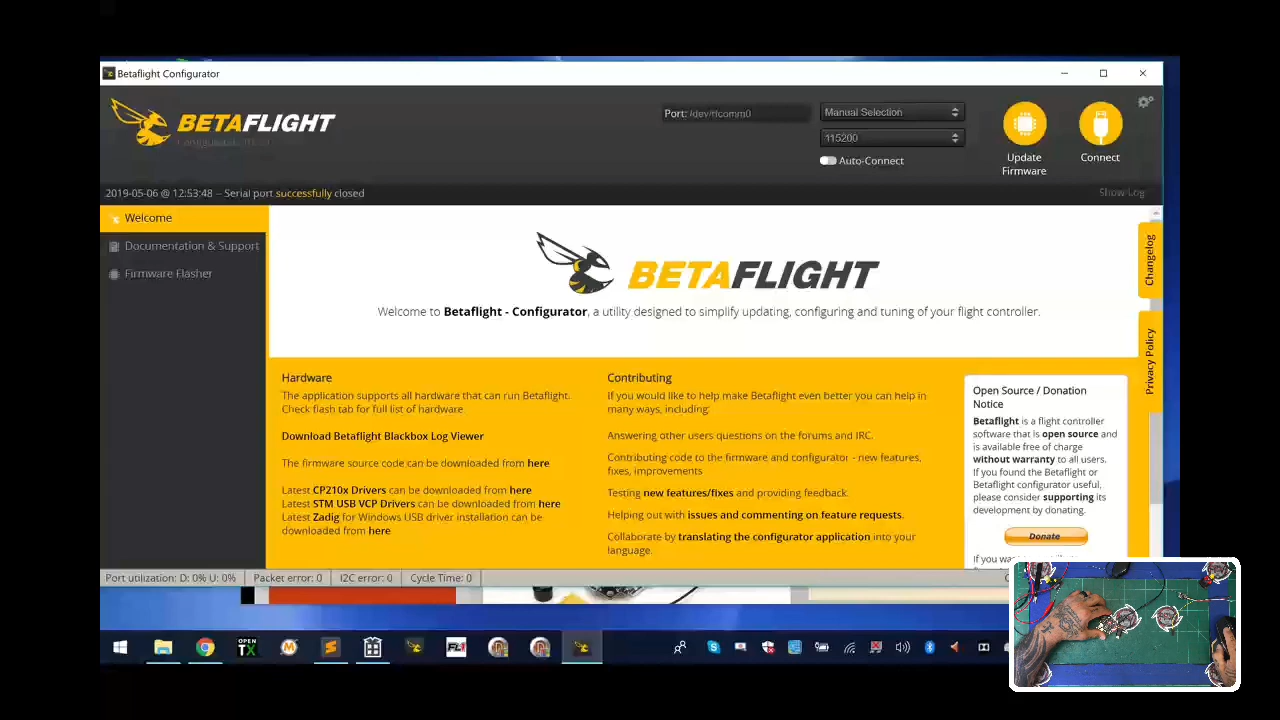 Betaflight Configurator
BETAFLIGHT
Port: /dev/rfcomm0
Manual Selection
115200
Auto-Connect
Update
Firmware
Connect
2019-05-06 @ 12:53:48 -- Serial port successfully closed
Show Log
Welcome
Documentation & Support
Firmware Flasher
BETAFLIGHT
Welcome to Betaflight - Configurator, a utility designed to simplify updating, configuring and tuning of your flight controller.
Changelog
Privacy Policy
Hardware
The application supports all hardware that can run Betaflight.
Check flash tab for full list of hardware.
Download Betaflight Blackbox Log Viewer
The firmware source code can be downloaded from here
Latest CP210x Drivers can be downloaded from here
Latest STM USB VCP Drivers can be downloaded from here
Latest Zadig for Windows USB driver installation can be
downloaded from here
Contributing
If you would like to help make Betaflight even better you can help in
many ways, including:
Answering other users questions on the forums and IRC.
Contributing code to the firmware and configurator - new features,
fixes, improvements
Testing new features/fixes and providing feedback.
Helping out with issues and commenting on feature requests.
Collaborate by translating the configurator application into your
language.
Open Source / Donation
Notice
Betaflight is a flight controller
software that is open source and
is available free of charge
without warranty to all users.
If you found the Betaflight or
Betaflight configurator useful,
please consider supporting its
development by donating.
Donate
Port utilization: D: 0% U: 0%
Packet error: 0
I2C error: 0
Cycle Time: 0
OPEN
TX